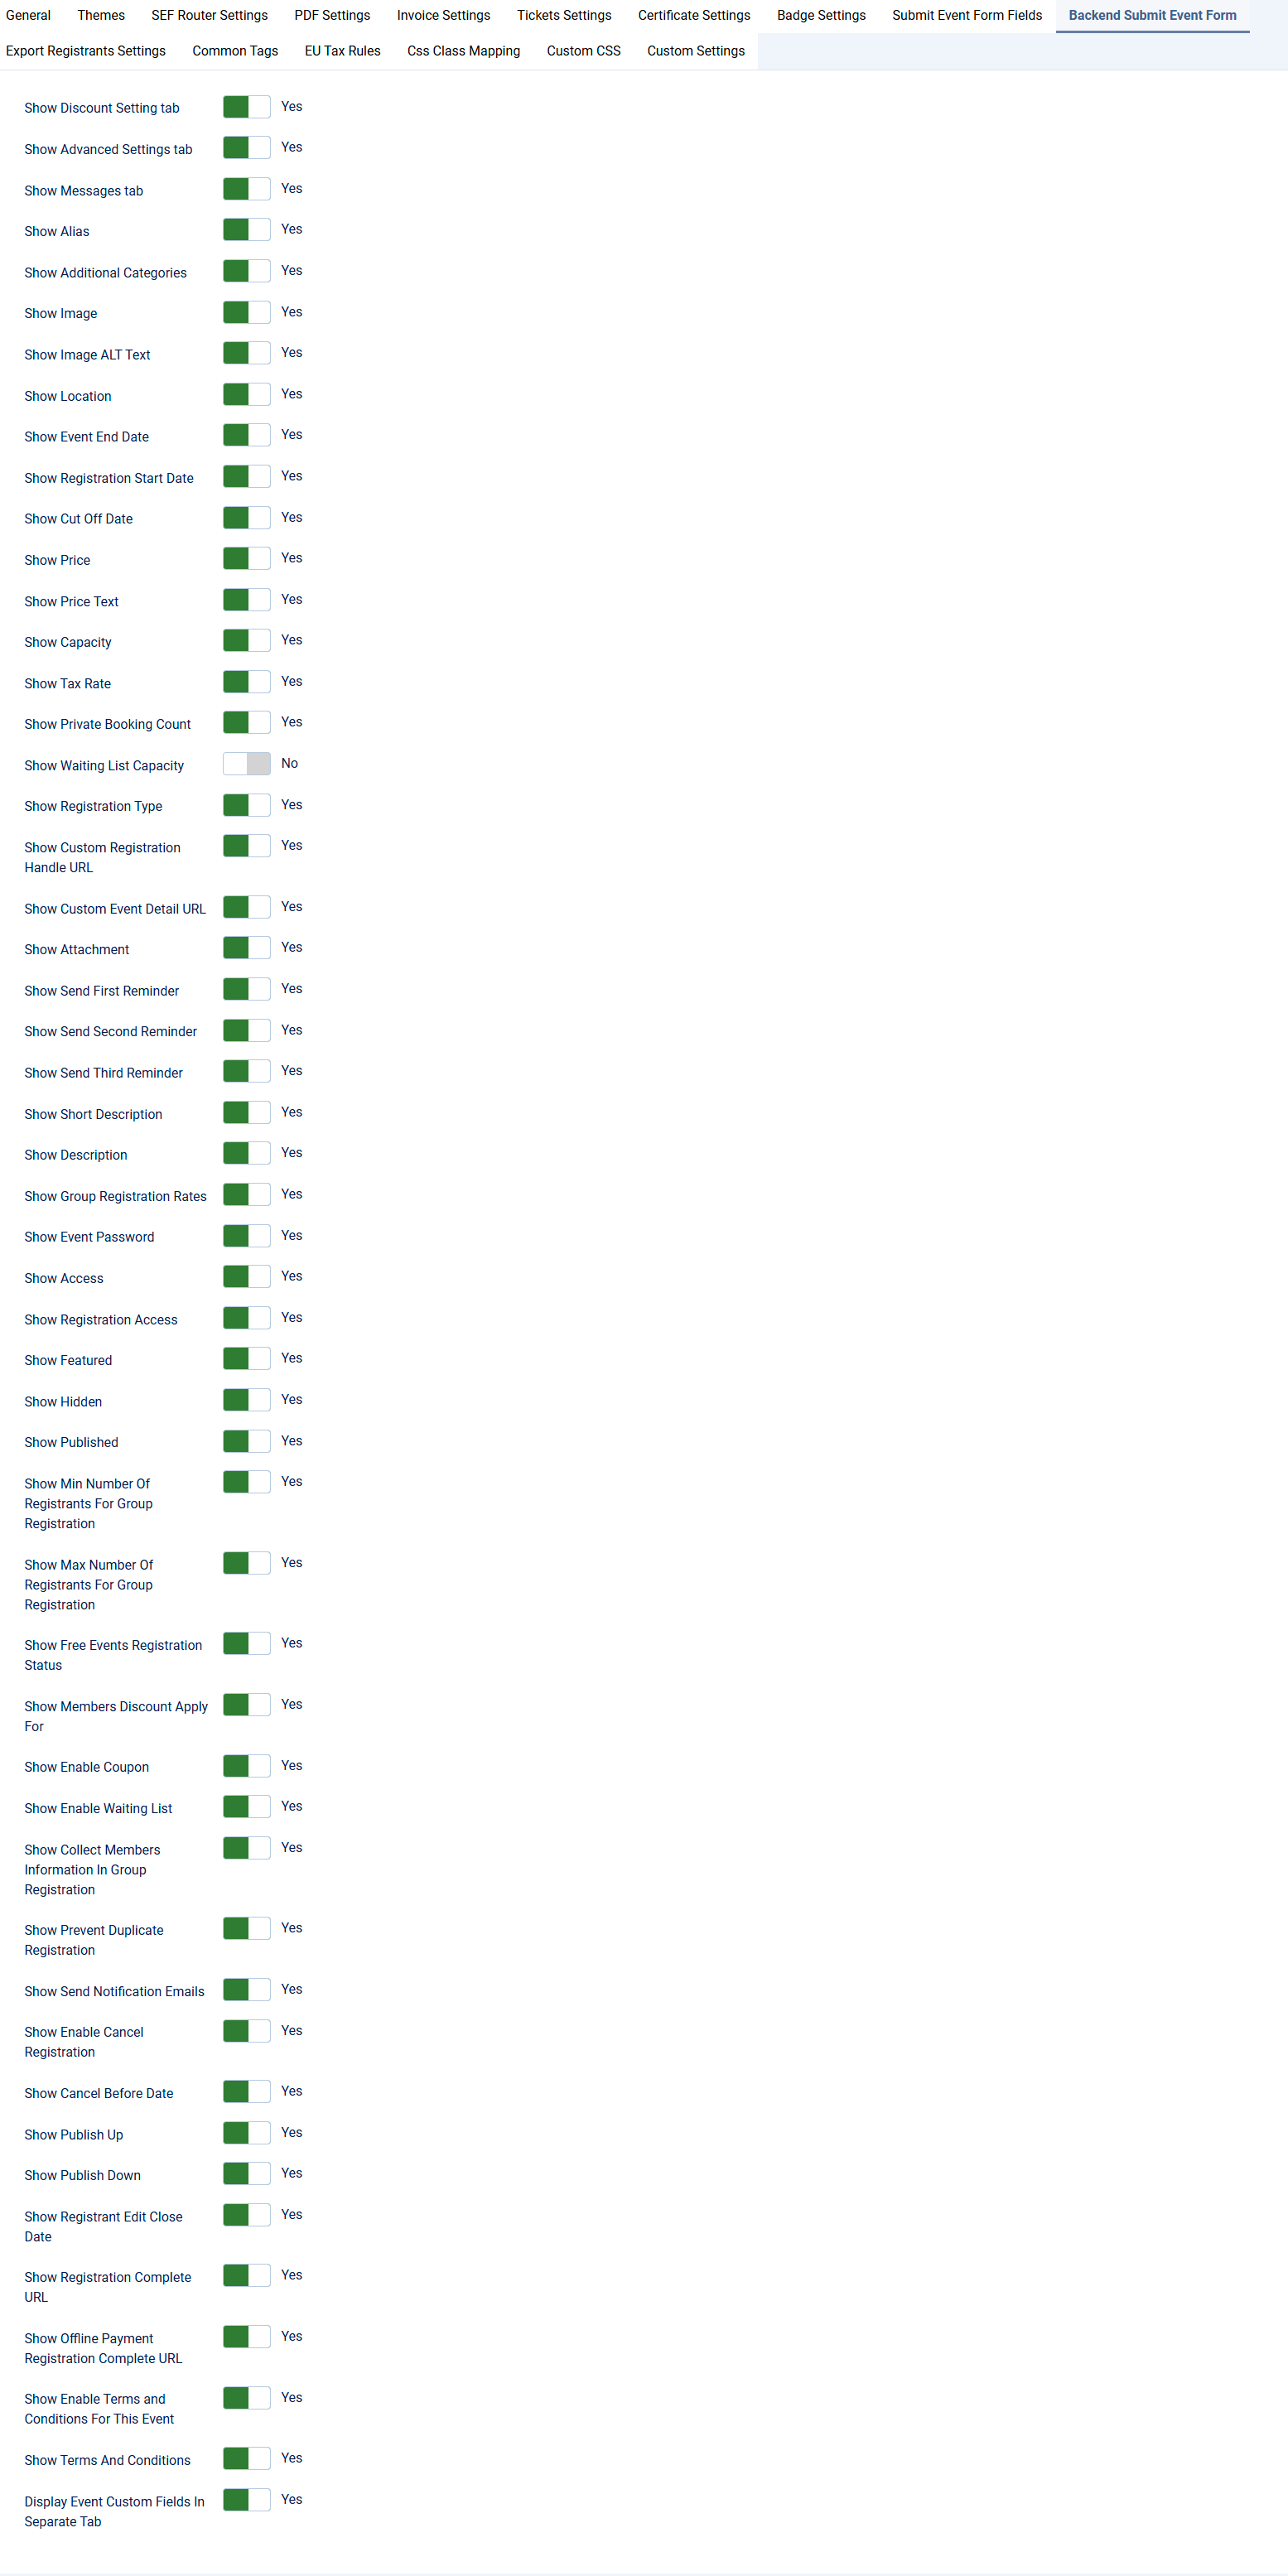 General Themes SEF Router Settings PDF Settings Invoice Settings Tickets Settings Certificate Settings Badge Settings Submit Event Form Fields Backend Submit Event Form
Export Registrants Settings Common Tags EU Tax Rules Css Class Mapping Custom CSS Custom Settings
Show Discount Setting tab Yes
Show Advanced Settings tab Yes
Show Messages tab Yes
Show Alias Yes
Show Additional Categories Yes
Show Image Yes
Show Image ALT Text Yes
Show Location Yes
Show Event End Date Yes
Show Registration Start Date Yes
Show Cut Off Date Yes
Show Price Yes
Show Price Text Yes
Show Capacity Yes
Show Tax Rate Yes
Show Private Booking Count Yes
Show Waiting List Capacity No
Show Registration Type Yes
Show Custom Registration Yes
Handle URL
Show Custom Event Detail URL Yes
Show Attachment Yes
Show Send First Reminder Yes
Show Send Second Reminder Yes
Show Send Third Reminder Yes
Show Short Description Yes
Show Description Yes
Show Group Registration Rates Yes
Show Event Password Yes
Show Access Yes
Show Registration Access Yes
Show Featured Yes
Show Hidden Yes
Show Published Yes
Show Min Number Of Yes
Registrants For Group
Registration
Show Max Number Of Yes
Registrants For Group
Registration
Show Free Events Registration Yes
Status
Show Members Discount Apply Yes
For
Show Enable Coupon Yes
Show Enable Waiting List Yes
Show Collect Members Yes
Information In Group
Registration
Show Prevent Duplicate Yes
Registration
Show Send Notification Emails Yes
Show Enable Cancel Yes
Registration
Show Cancel Before Date Yes
Show Publish Up Yes
Show Publish Down Yes
Show Registrant Edit Close Yes
Date
Show Registration Complete Yes
URL
Show Offline Payment Yes
Registration Complete URL
Show Enable Terms and Yes
Conditions For This Event
Show Terms And Conditions Yes
Display Event Custom Fields In Yes
Separate Tab